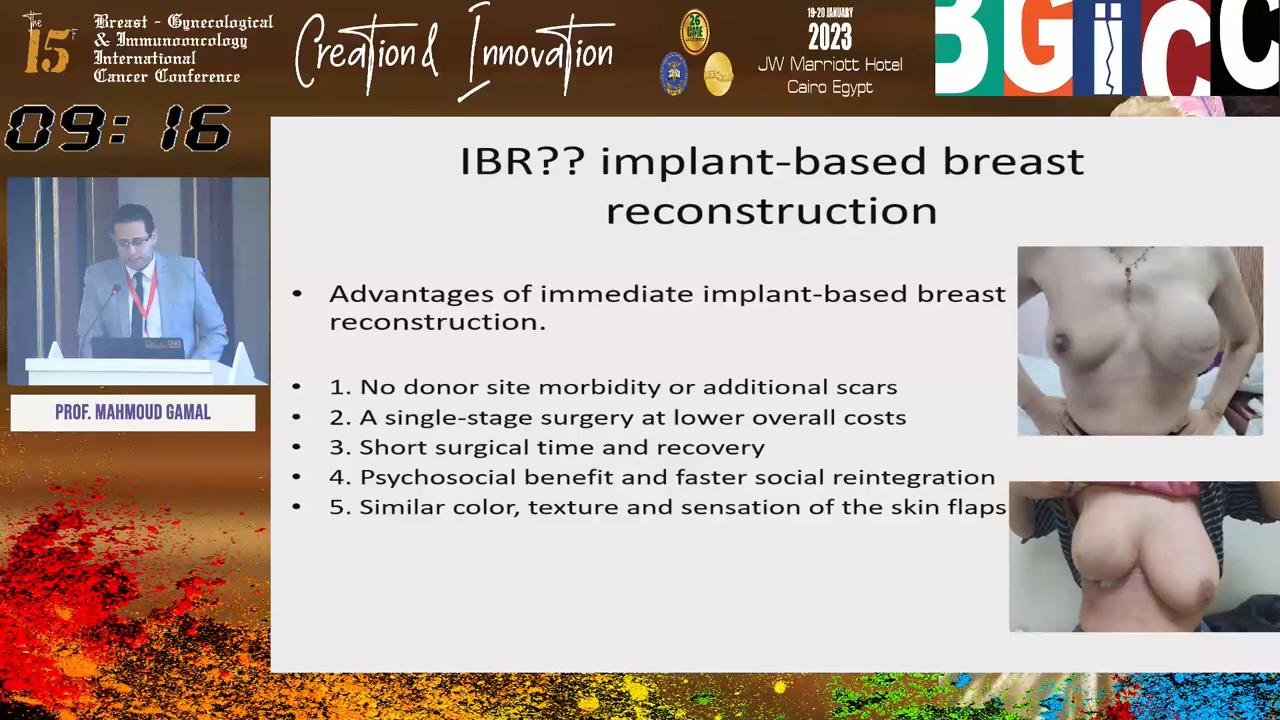 The
15th
Breast - Gynecological
& Immunooncology
International
Cancer Conference
Creation & Innovation
26
CME
19-20 JANUARY
2023
JW Marriott Hotel
Cairo Egypt
BGICC
09: 16
PROF. MAHMOUD GAMAL
IBR?? implant-based breast
reconstruction
• Advantages of immediate implant-based breast
reconstruction.
• 1. No donor site morbidity or additional scars
• 2. A single-stage surgery at lower overall costs
• 3. Short surgical time and recovery
• 4. Psychosocial benefit and faster social reintegration
• 5. Similar color, texture and sensation of the skin flaps